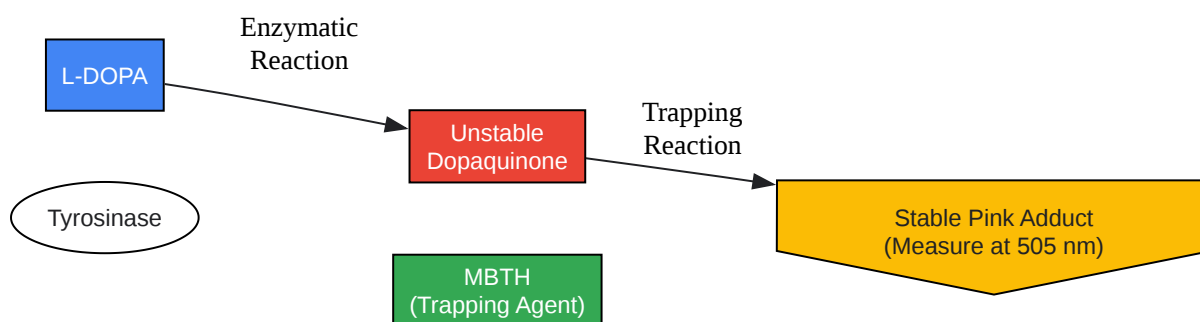 Enzymatic
Reaction
L-DOPA
Trapping
Reaction
Unstable
Dopaquinone
Tyrosinase
Stable Pink Adduct
(Measure at 505 nm)
MBTH
(Trapping Agent)